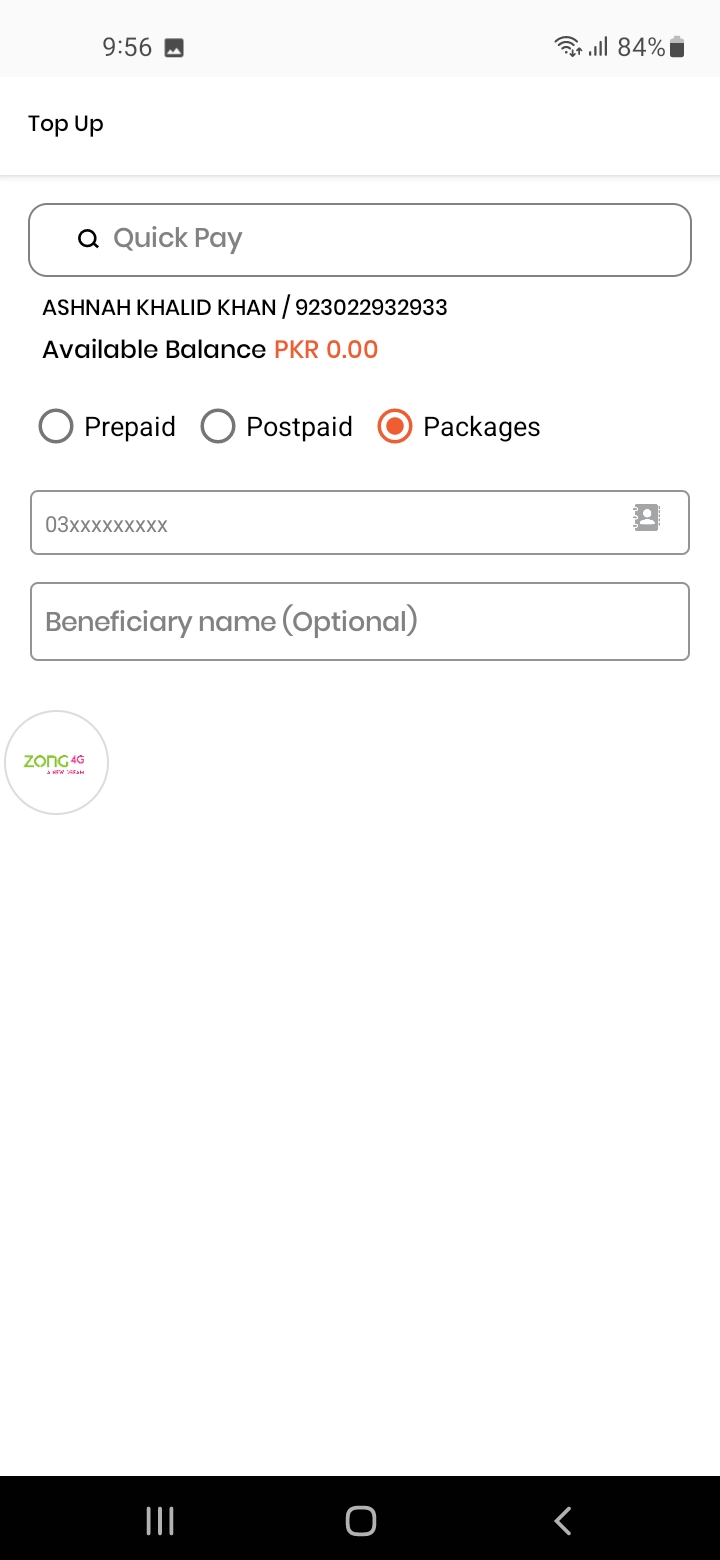 9:56
84%
Top Up
Quick Pay
ASHNAH KHALID KHAN / 923022932933
Available Balance PKR 0.00
Prepaid Postpaid Packages
03xxxxxxxxx
Beneficiary name (Optional)
ZONG 4G
A NEW DREAM